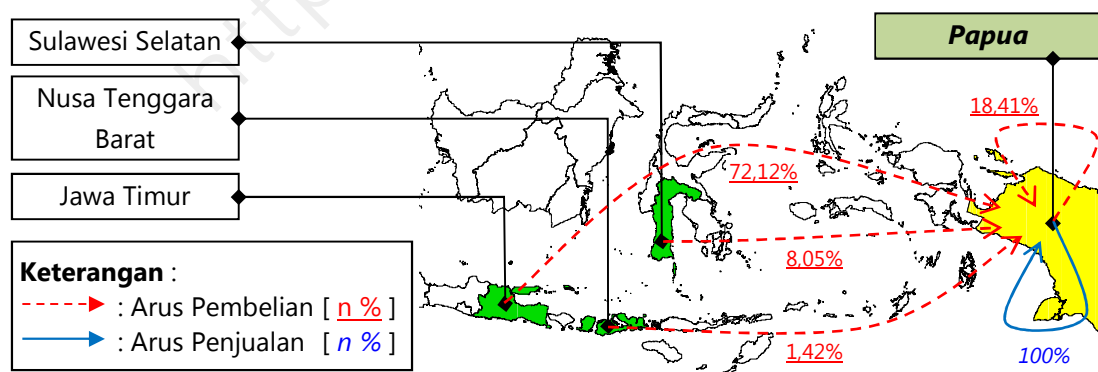 http
Sulawesi Selatan
Nusa Tenggara
Barat
Jawa Timur
Papua
18,41%
72,12%
8,05%
1,42%
100%
Keterangan :
: Arus Pembelian [ n % ]
: Arus Penjualan [ n % ]